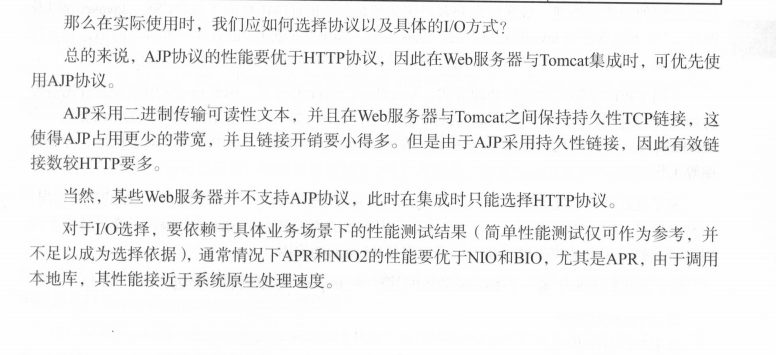 那么在实际使用时，我们应如何选择协议以及具体的I/O方式？
总的来说，AJP协议的性能要优于HTTP协议，因此在Web服务器与Tomcat集成时，可优先使
用AJP协议。
AJP采用二进制传输可读性文本，并且在Web服务器与Tomcat之间保持持久性TCP链接，这
使得AJP占用更少的带宽，并且链接开销要小得多。但是由于AJP采用持久性链接，因此有效链
接数较HTTP要多。
当然，某些Web服务器并不支持AJP协议，此时在集成时只能选择HTTP协议。
对于I/O选择，要依赖于具体业务场景下的性能测试结果（简单性能测试仅可作为参考，并
不足以成为选择依据），通常情况下APR和NIO2的性能要优于NIO和BIO，尤其是APR，由于调用
本地库，其性能接近于系统原生处理速度。